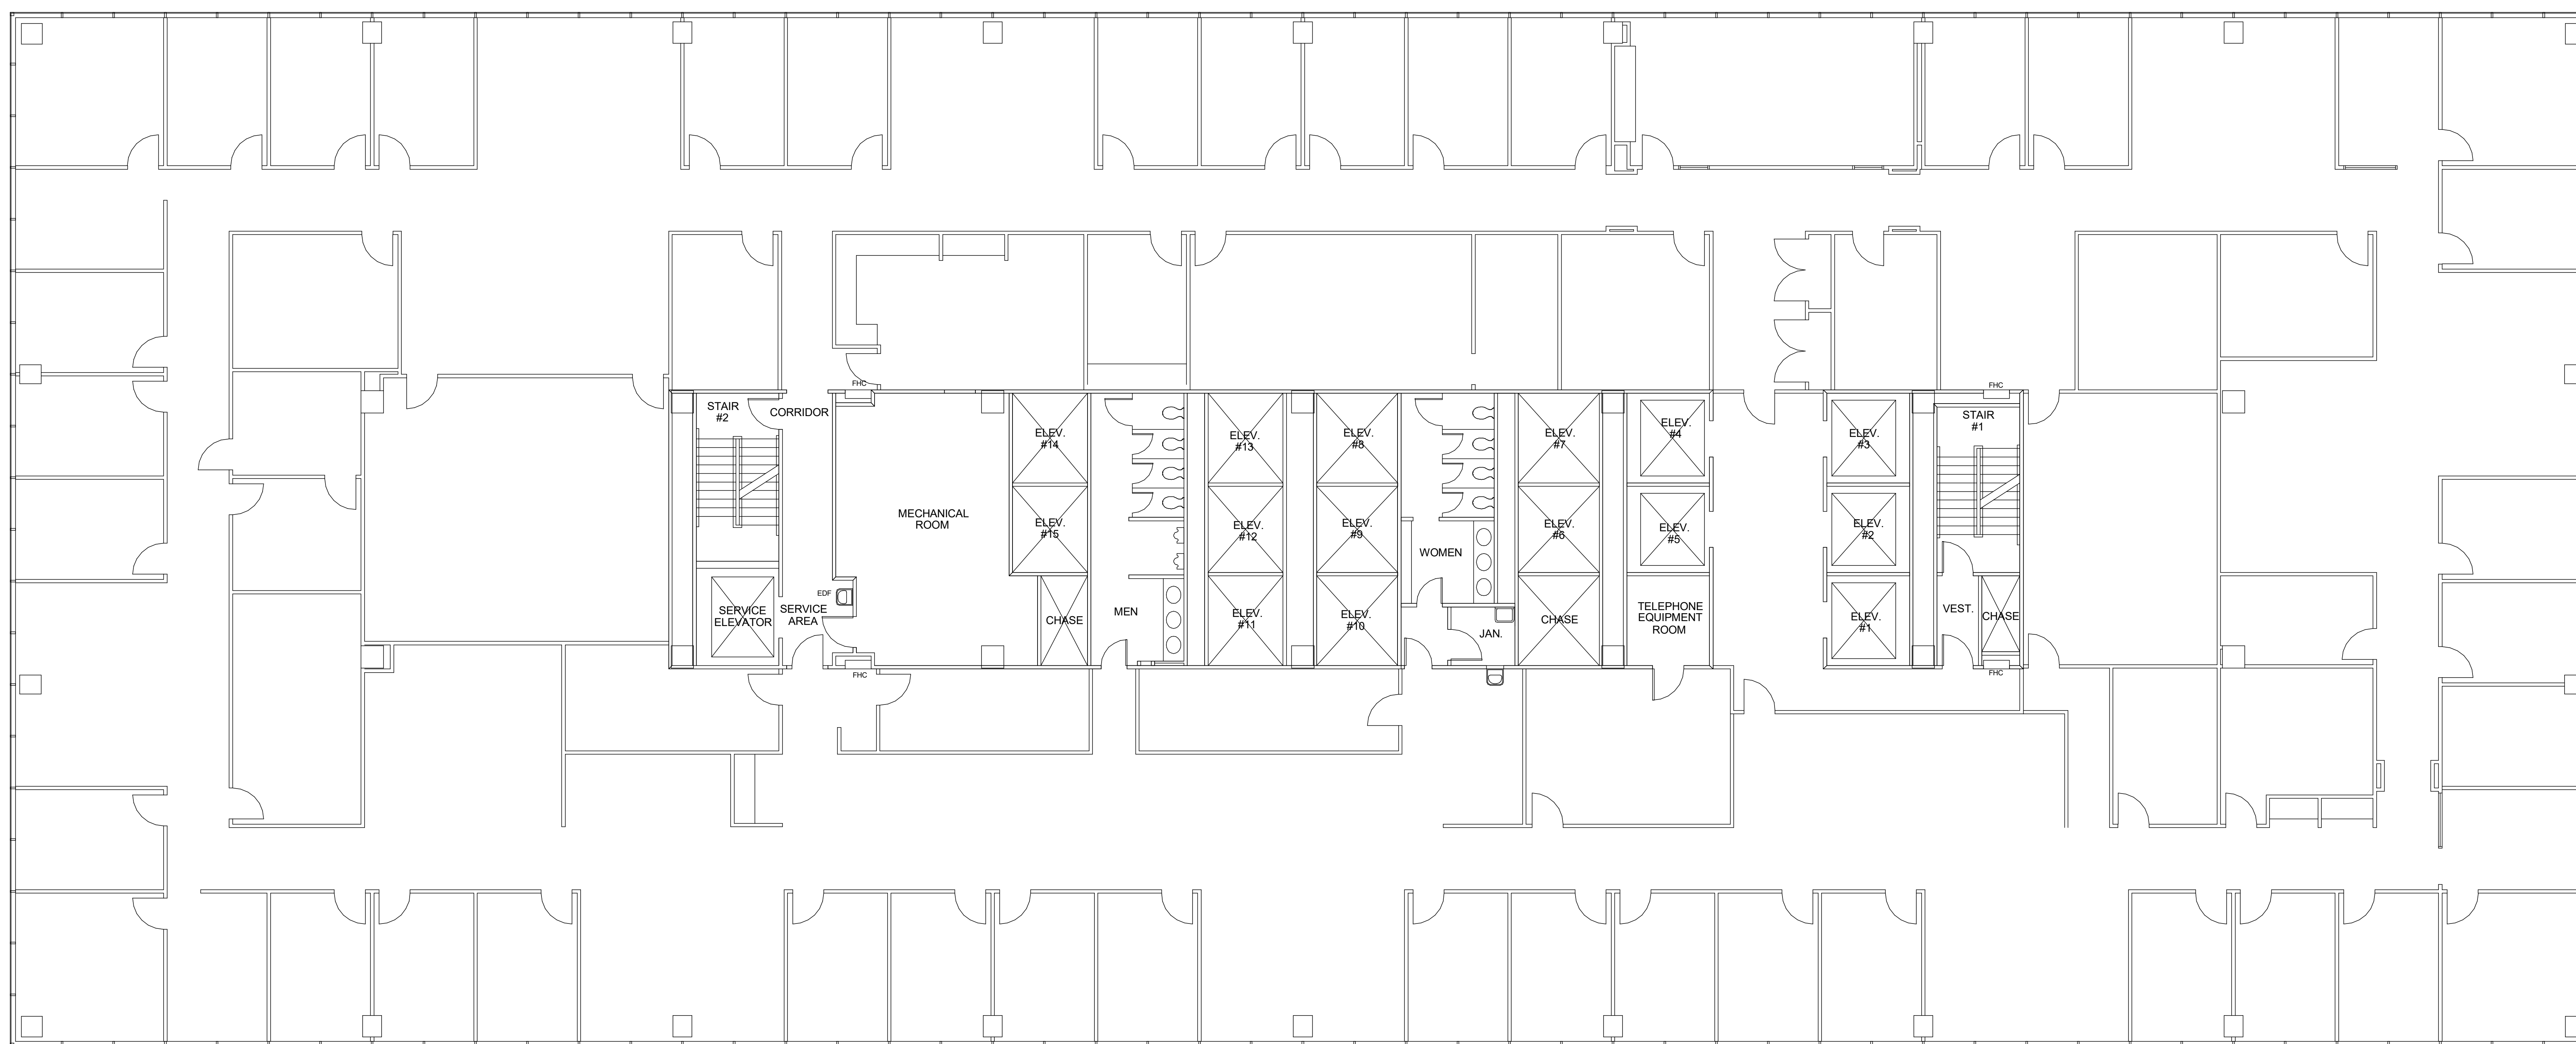 FHC
FHC
STAIR
#2
CORRIDOR
STAIR
#1
ELEV.
#4
ELEV.
#14
ELEV.
#13
ELEV.
#8
ELEV.
#7
ELEV.
#3
MECHANICAL
ROOM
ELEV.
#15
ELEV.
#12
ELEV.
#9
ELEV.
#6
ELEV.
#5
ELEV.
#2
WOMEN
EDF
SERVICE
ELEVATOR
SERVICE
AREA
CHASE
MEN
ELEV.
#11
ELEV.
#10
JAN.
CHASE
TELEPHONE
EQUIPMENT
ROOM
ELEV.
#1
VEST.
CHASE
FHC
FHC